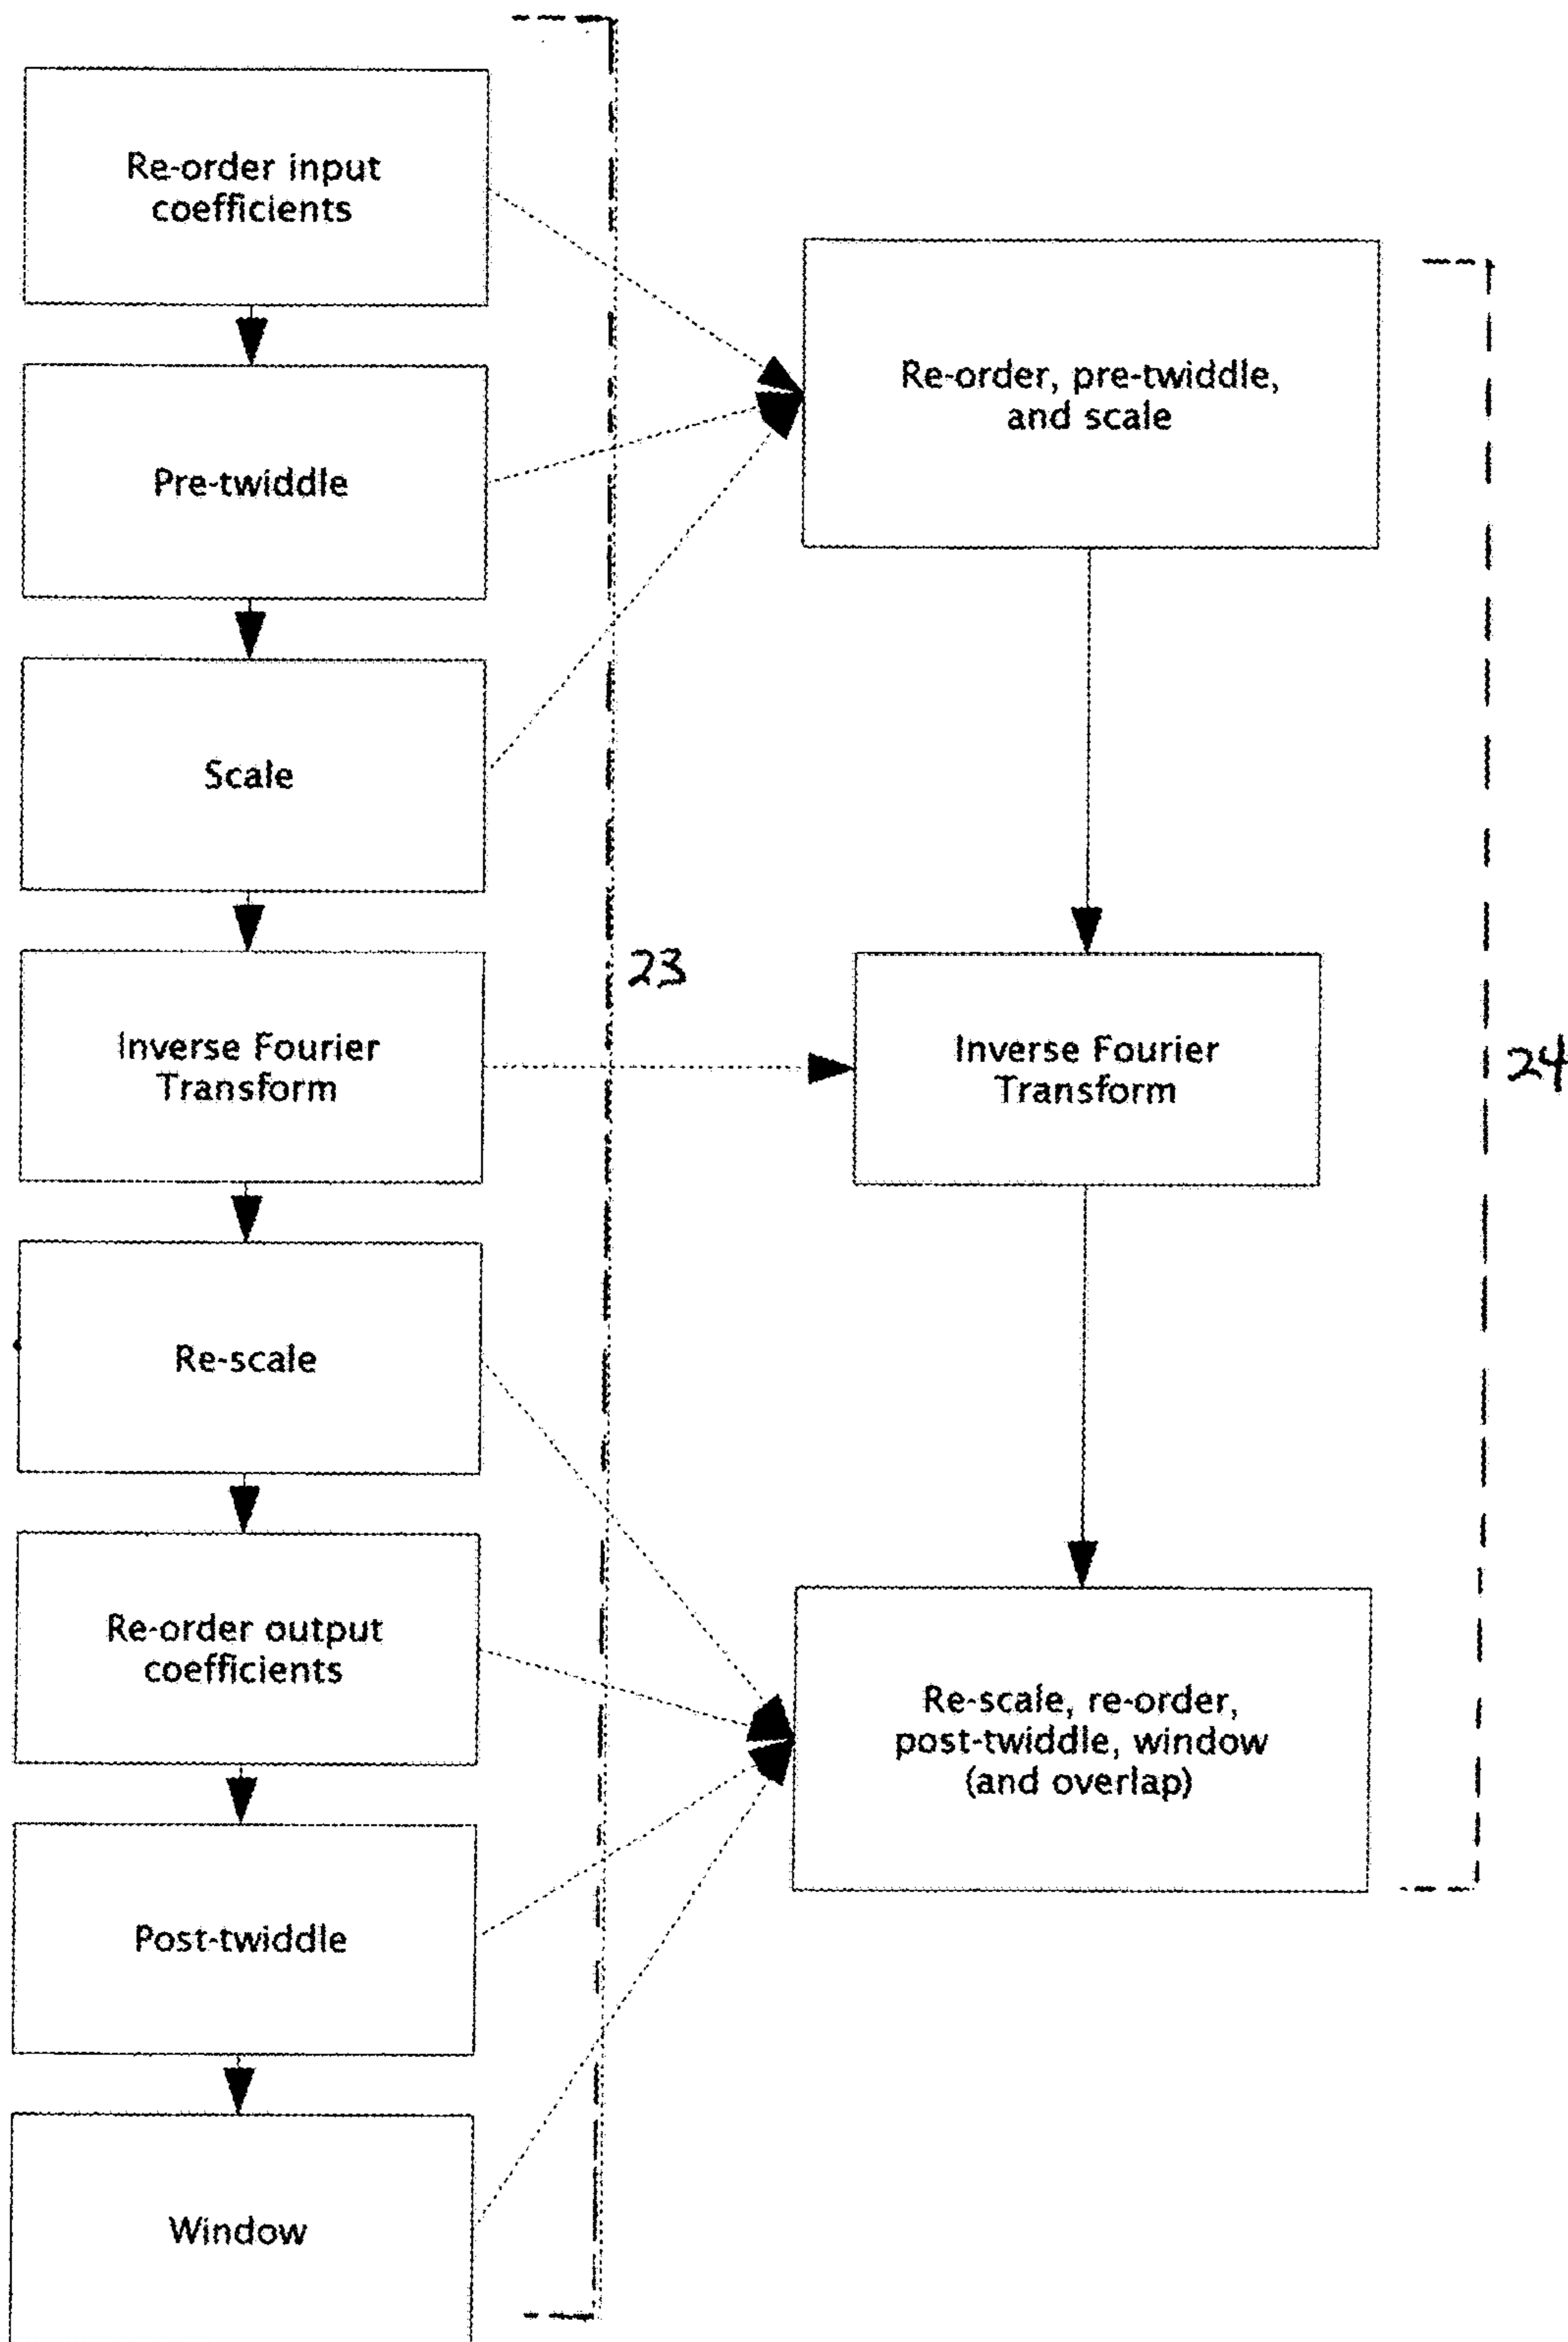 Re-order input
coefficients
Pre-twiddle
Scale
Inverse Fourier
Transform
Re-scale
Re-order output
coefficients
Post-twiddle
Window
23
Re-order, pre-twiddle,
and scale
Inverse Fourier
Transform
Re-scale, re-order,
post-twiddle, window
(and overlap)
24